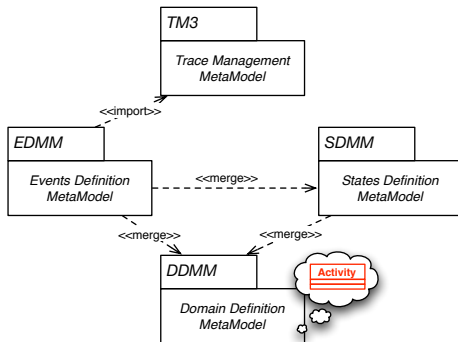 TM3
Trace Management
MetaModel
<<import>>
EDMM
SDMM
Events Definition
MetaModel
<<merge>>
States Definition
MetaModel
<<merge>>
<<merge>>
DDMM
Activity
Domain Definition
MetaModel